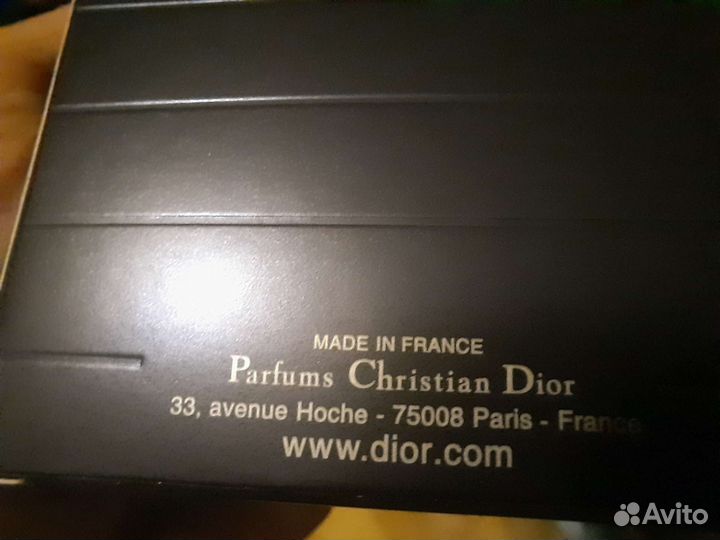 MADE IN FRANCE
Parfums Christian Dior
33, avenue Hoche - 75008 Paris - France
www.dior.com
Avito